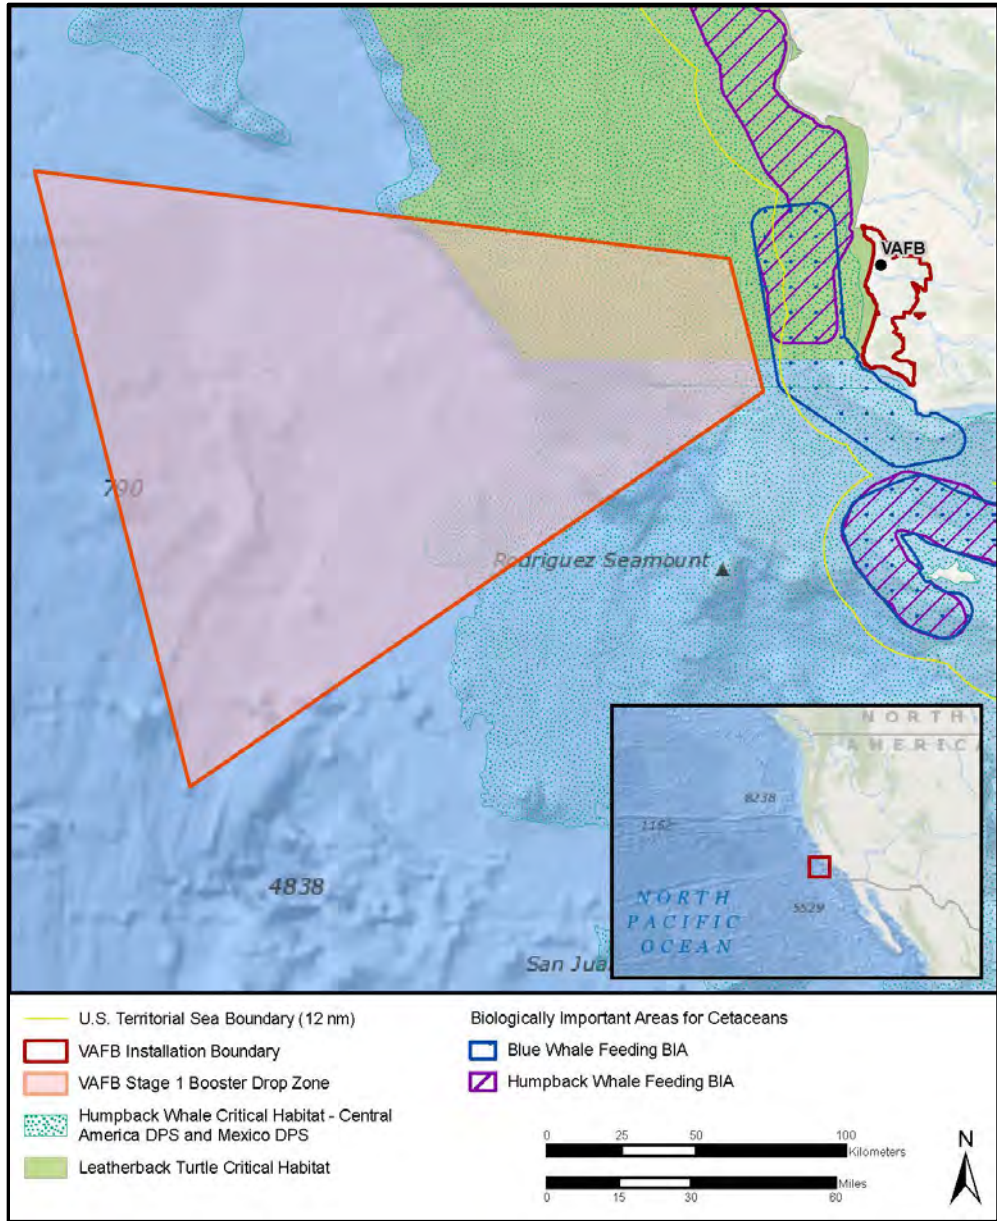 VAFB
790
Rodriguez Seamount
4838
San Jua
NORTH
AMERICA
8238
1162
5529
NORTH
PACIFIC
OCEAN
U.S. Territorial Sea Boundary (12 nm)
VAFB Installation Boundary
VAFB Stage 1 Booster Drop Zone
Humpback Whale Critical Habitat - Central
America DPS and Mexico DPS
Leatherback Turtle Critical Habitat
Biologically Important Areas for Cetaceans
Blue Whale Feeding BIA
Humpback Whale Feeding BIA
0 25 50 100
Kilometers
Miles
0 15 30 60
N